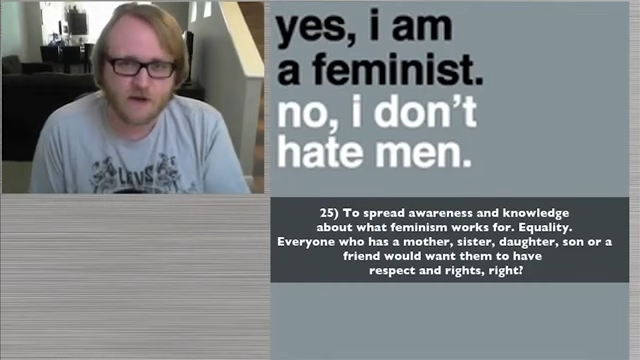 yes, i am
a feminist.
no, i don't
hate men.
LEVS
25) To spread awareness and knowledge
about what feminism works for. Equality.
Everyone who has a mother, sister, daughter, son or a
friend would want them to have
respect and rights, right?